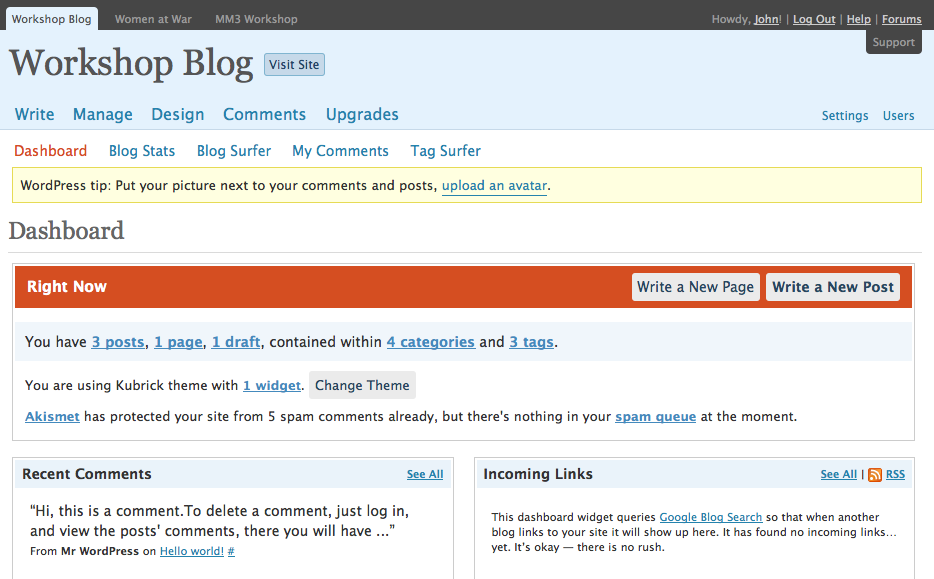 Workshop Blog Women at War MM3 Workshop Howdy, John! | Log Out | Help | Forums
Support
Workshop Blog Visit Site
Write Manage Design Comments Upgrades Settings Users
Dashboard Blog Stats Blog Surfer My Comments Tag Surfer
WordPress tip: Put your picture next to your comments and posts, upload an avatar.
Dashboard
Right Now Write a New Page Write a New Post
You have 3 posts, 1 page, 1 draft, contained within 4 categories and 3 tags.
You are using Kubrick theme with 1 widget. Change Theme
Akismet has protected your site from 5 spam comments already, but there's nothing in your spam queue at the moment.
Recent Comments See All
“Hi, this is a comment.To delete a comment, just log in,
and view the posts' comments, there you will have ...”
From Mr WordPress on Hello world! #
Incoming Links See All | RSS
This dashboard widget queries Google Blog Search so that when another
blog links to your site it will show up here. It has found no incoming links…
yet. It's okay — there is no rush.